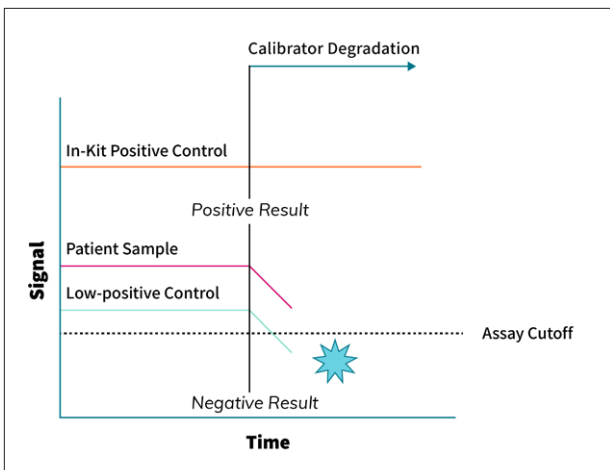 Calibrator Degradation
In-Kit Positive Control
Positive Result
Patient Sample
Low-positive Control
Assay Cutoff
Negative Result
Signal
Time